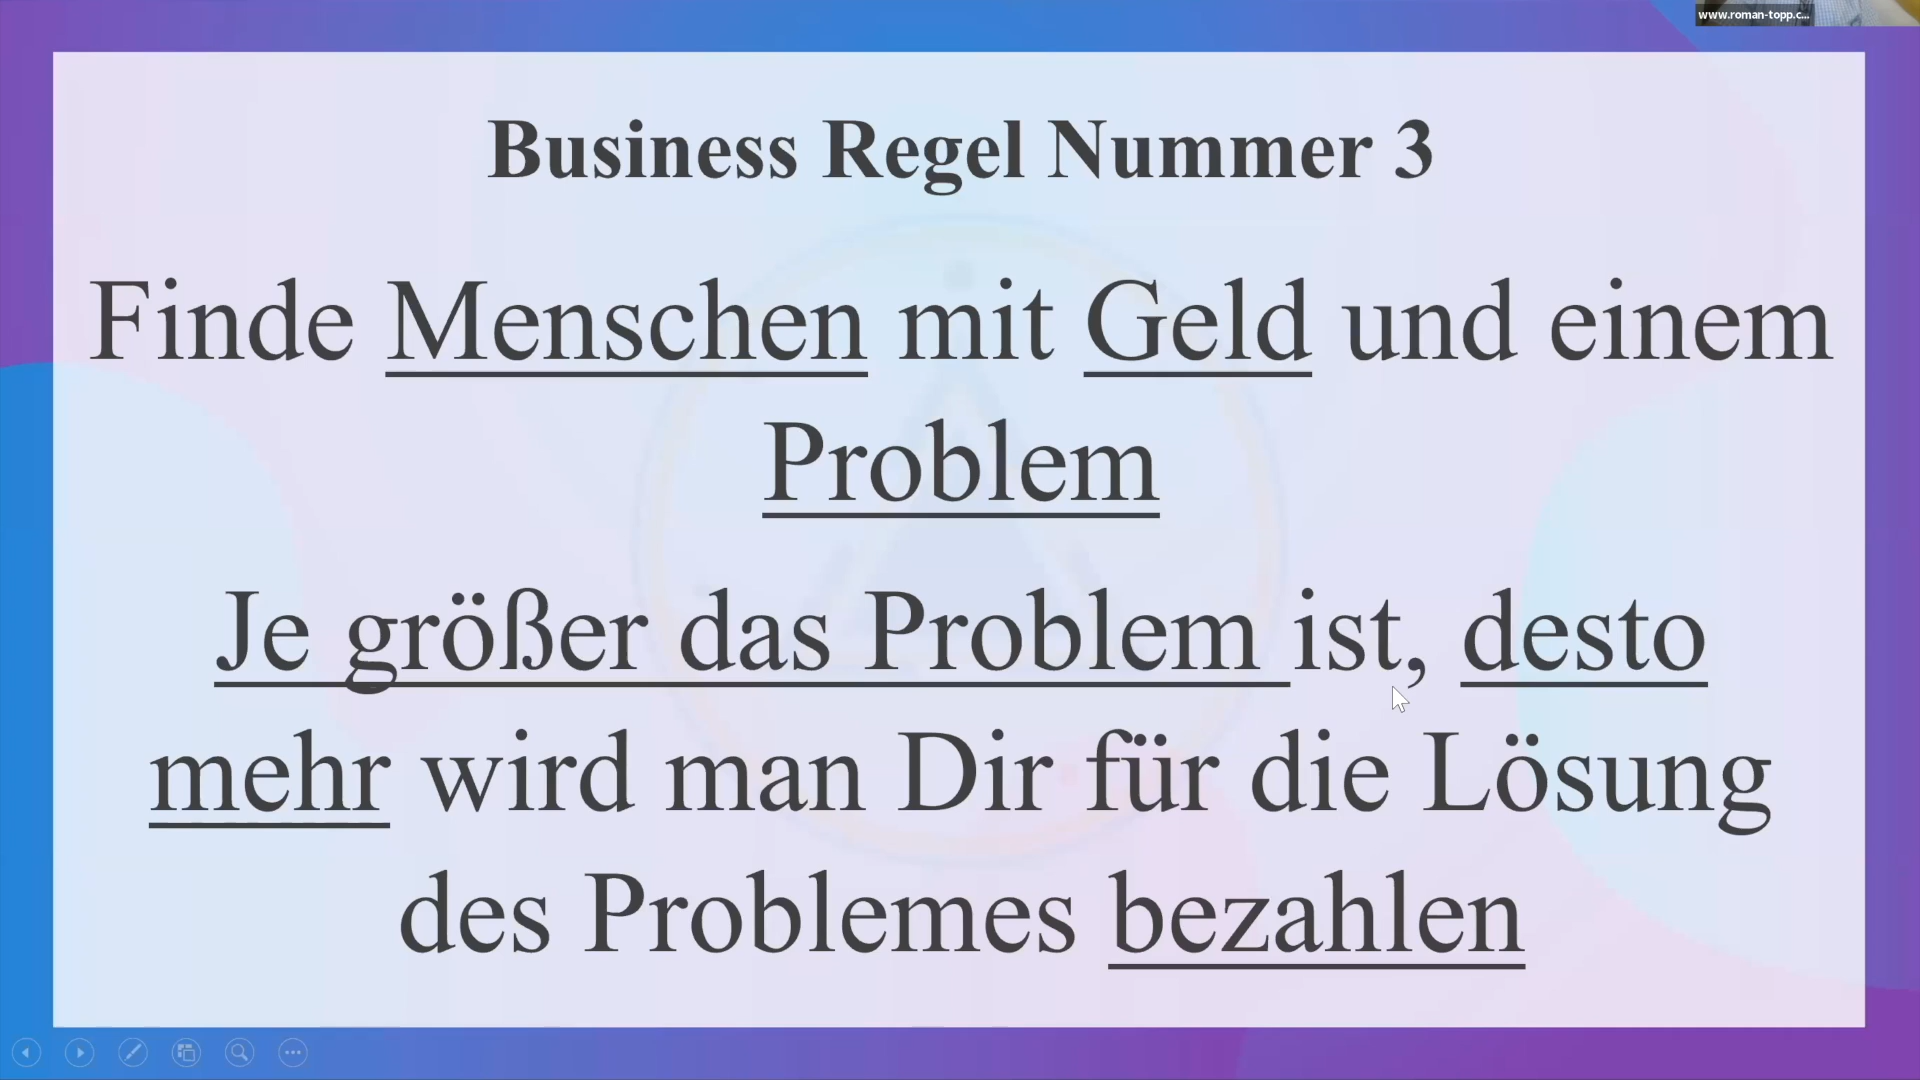 www.roman-topp.c...
Business Regel Nummer 3
Finde Menschen mit Geld und einem
Problem
Je größer das Problem ist, desto
mehr wird man Dir für die Lösung
des Problemes bezahlen